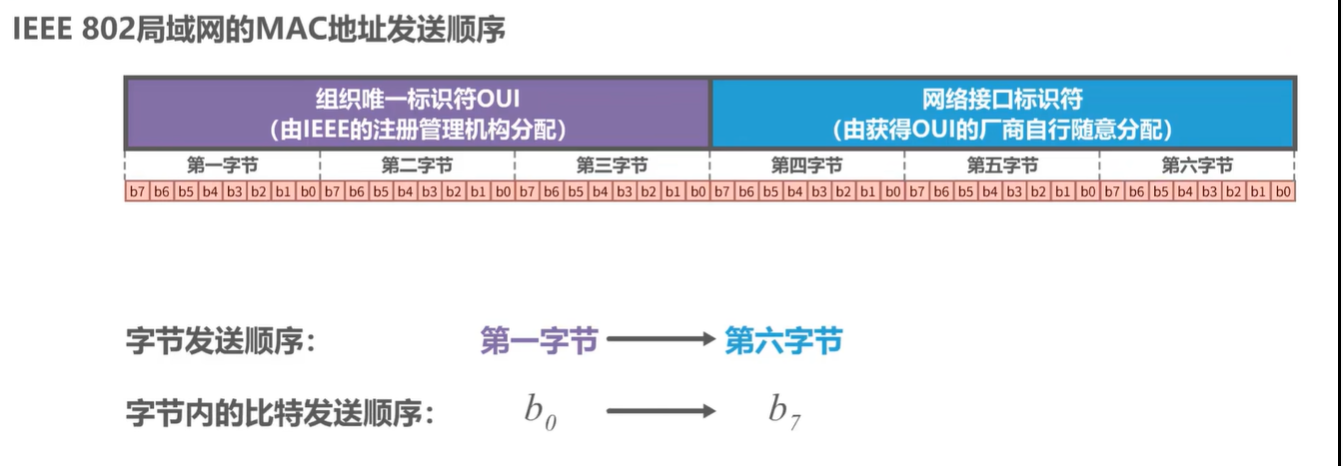 IEEE 802局域网的MAC地址发送顺序
组织唯一标识符OUI
(由IEEE的注册管理机构分配)
网络接口标识符
(由获得OUI的厂商自行随意分配)
第一字节 第二字节 第三字节 第四字节 第五字节 第六字节
b7 b6 b5 b4 b3 b2 b1 b0 b7 b6 b5 b4 b3 b2 b1 b0 b7 b6 b5 b4 b3 b2 b1 b0 b7 b6 b5 b4 b3 b2 b1 b0 b7 b6 b5 b4 b3 b2 b1 b0 b7 b6 b5 b4 b3 b2 b1 b0
字节发送顺序: 第一字节 第六字节
字节内的比特发送顺序: b0 b7